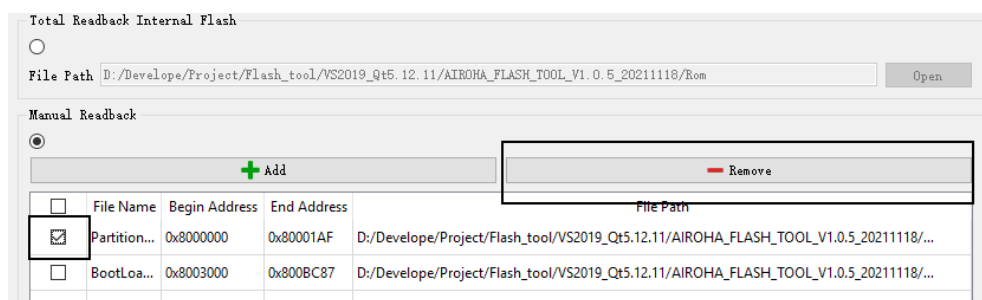 Total Readback Internal Flash
File Path D:/Develope/Project/Flash_tool/VS2019_Qt5.12.11/AIROHA_FLASH_TOOL_V1.0.5_20211118/Rom Open
Manual Readback
Add Remove
File Name Begin Address End Address File Path
Partition... 0x8000000 0x80001AF D:/Develope/Project/Flash_tool/VS2019_Qt5.12.11/AIROHA_FLASH_TOOL_V1.0.5_20211118/...
BootLoa... 0x8003000 0x800BC87 D:/Develope/Project/Flash_tool/VS2019_Qt5.12.11/AIROHA_FLASH_TOOL_V1.0.5_20211118/...